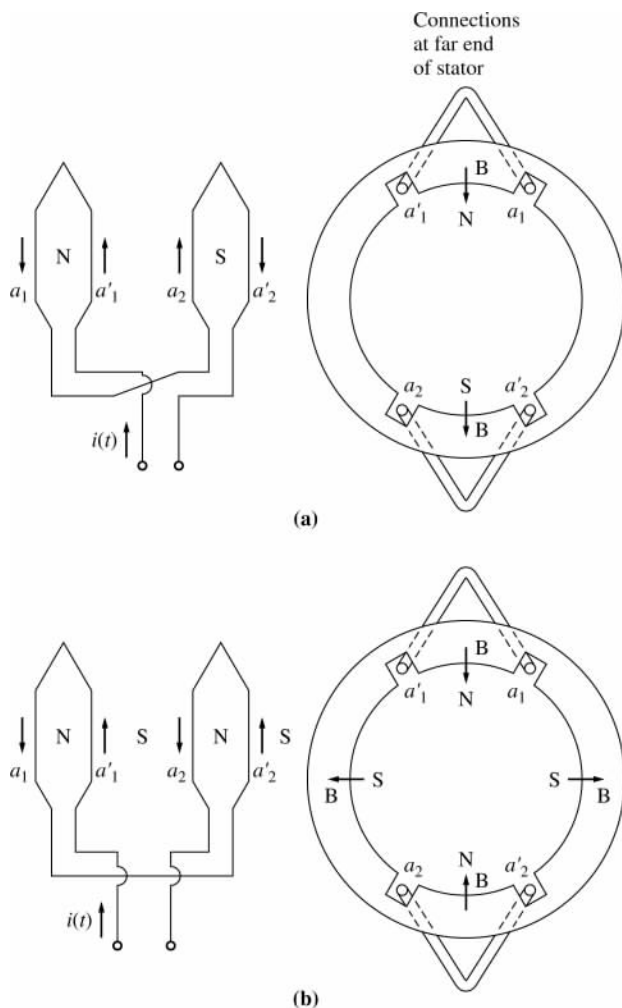 Connections
at far end
of stator
B
N
a'1
a1
N
S
a1
a'1
a2
a'2
a2
S
a'2
B
i(t)
(a)
B
N
a'1
a1
N
S
N
S
a1
a'1
a2
a'2
S
S
B
B
a2
N
a'2
B
i(t)
(b)